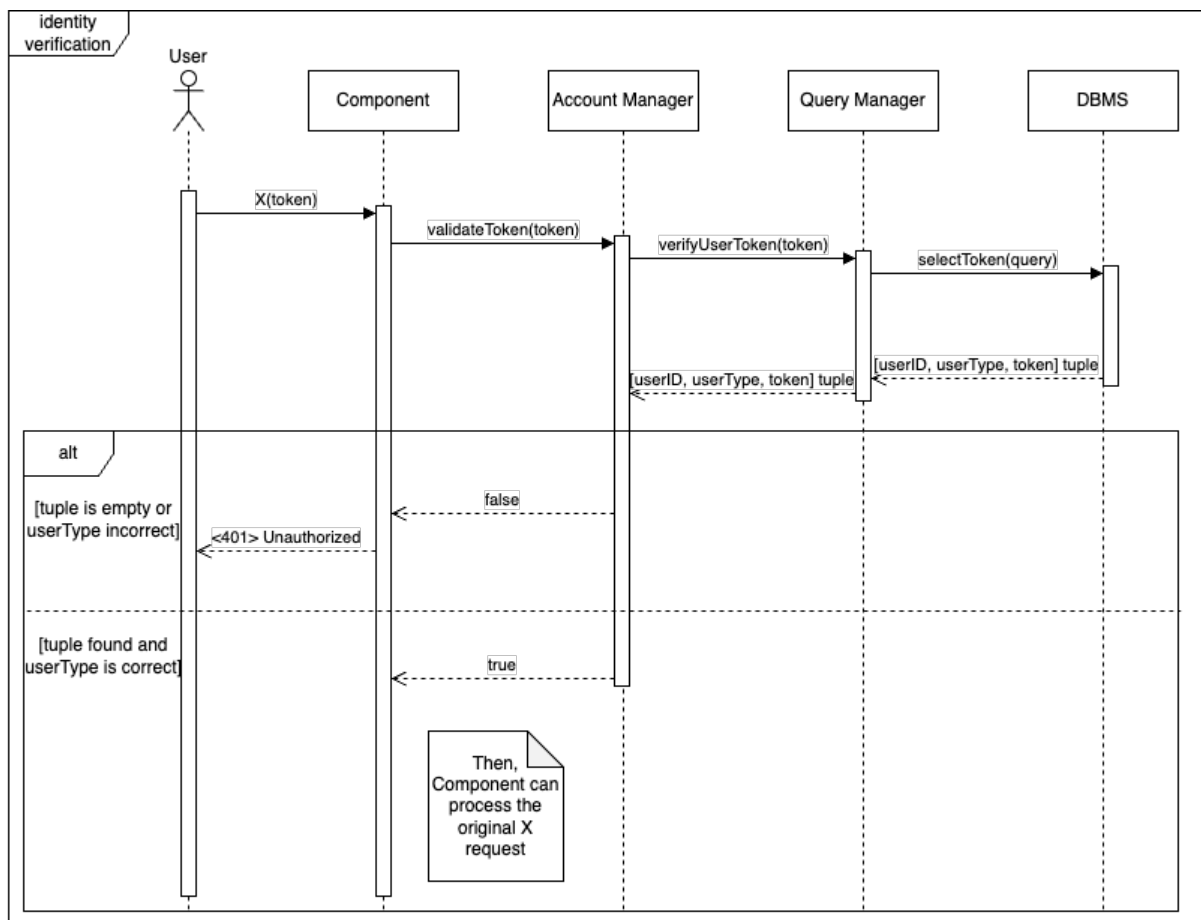 identity
verification
User
Component
Account Manager
Query Manager
DBMS
X(token)
validateToken(token)
verifyUserToken(token)
selectToken(query)
[userID, userType, token] tuple
[userID, userType, token] tuple
alt
[tuple is empty or
userType incorrect]
false
<401> Unauthorized
[tuple found and
userType is correct]
true
Then,
Component can
process the
original X
request